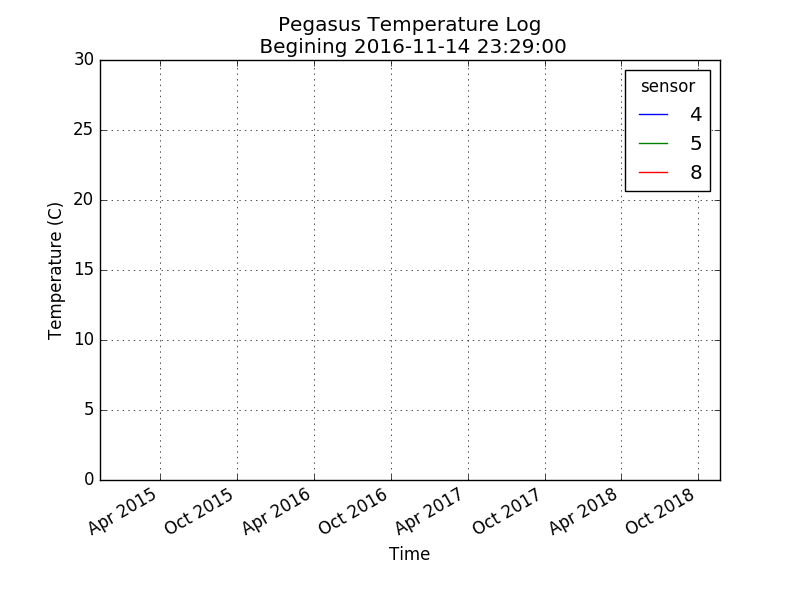 Pegasus Temperature Log
Begining 2016-11-14 23:29:00
sensor
4
5
8
30
25
20
15
10
5
0
Temperature (C)
Apr 2015
Oct 2015
Apr 2016
Oct 2016
Apr 2017
Oct 2017
Apr 2018
Oct 2018
Time